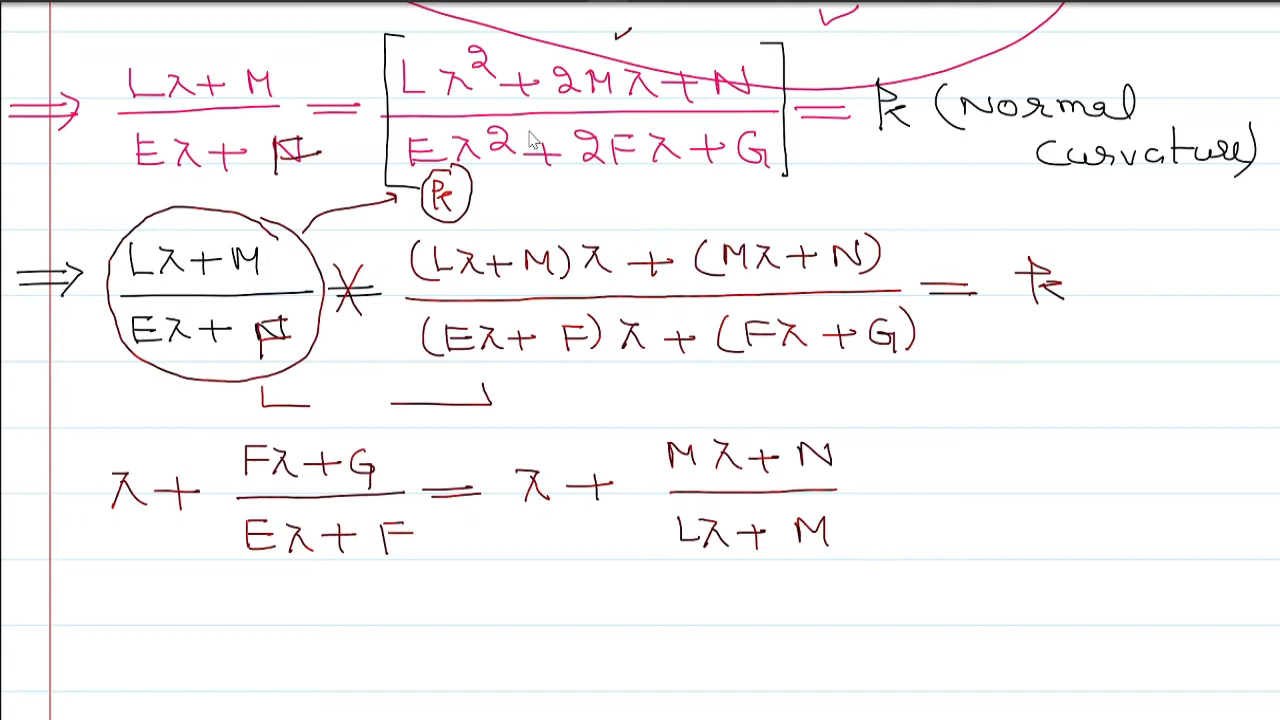 ⇒ (Lλ + M)/(Eλ + N) = [(Lλ² + 2Mλ + N)/(Eλ² + 2Fλ + G)] = k (Normal curvature)
k
⇒ (Lλ + M)/(Eλ + N) = ((Lλ + M)λ + (Mλ + N))/((Eλ + F)λ + (Fλ + G)) = k
λ + (Fλ + G)/(Eλ + F) = λ + (Mλ + N)/(Lλ + M)